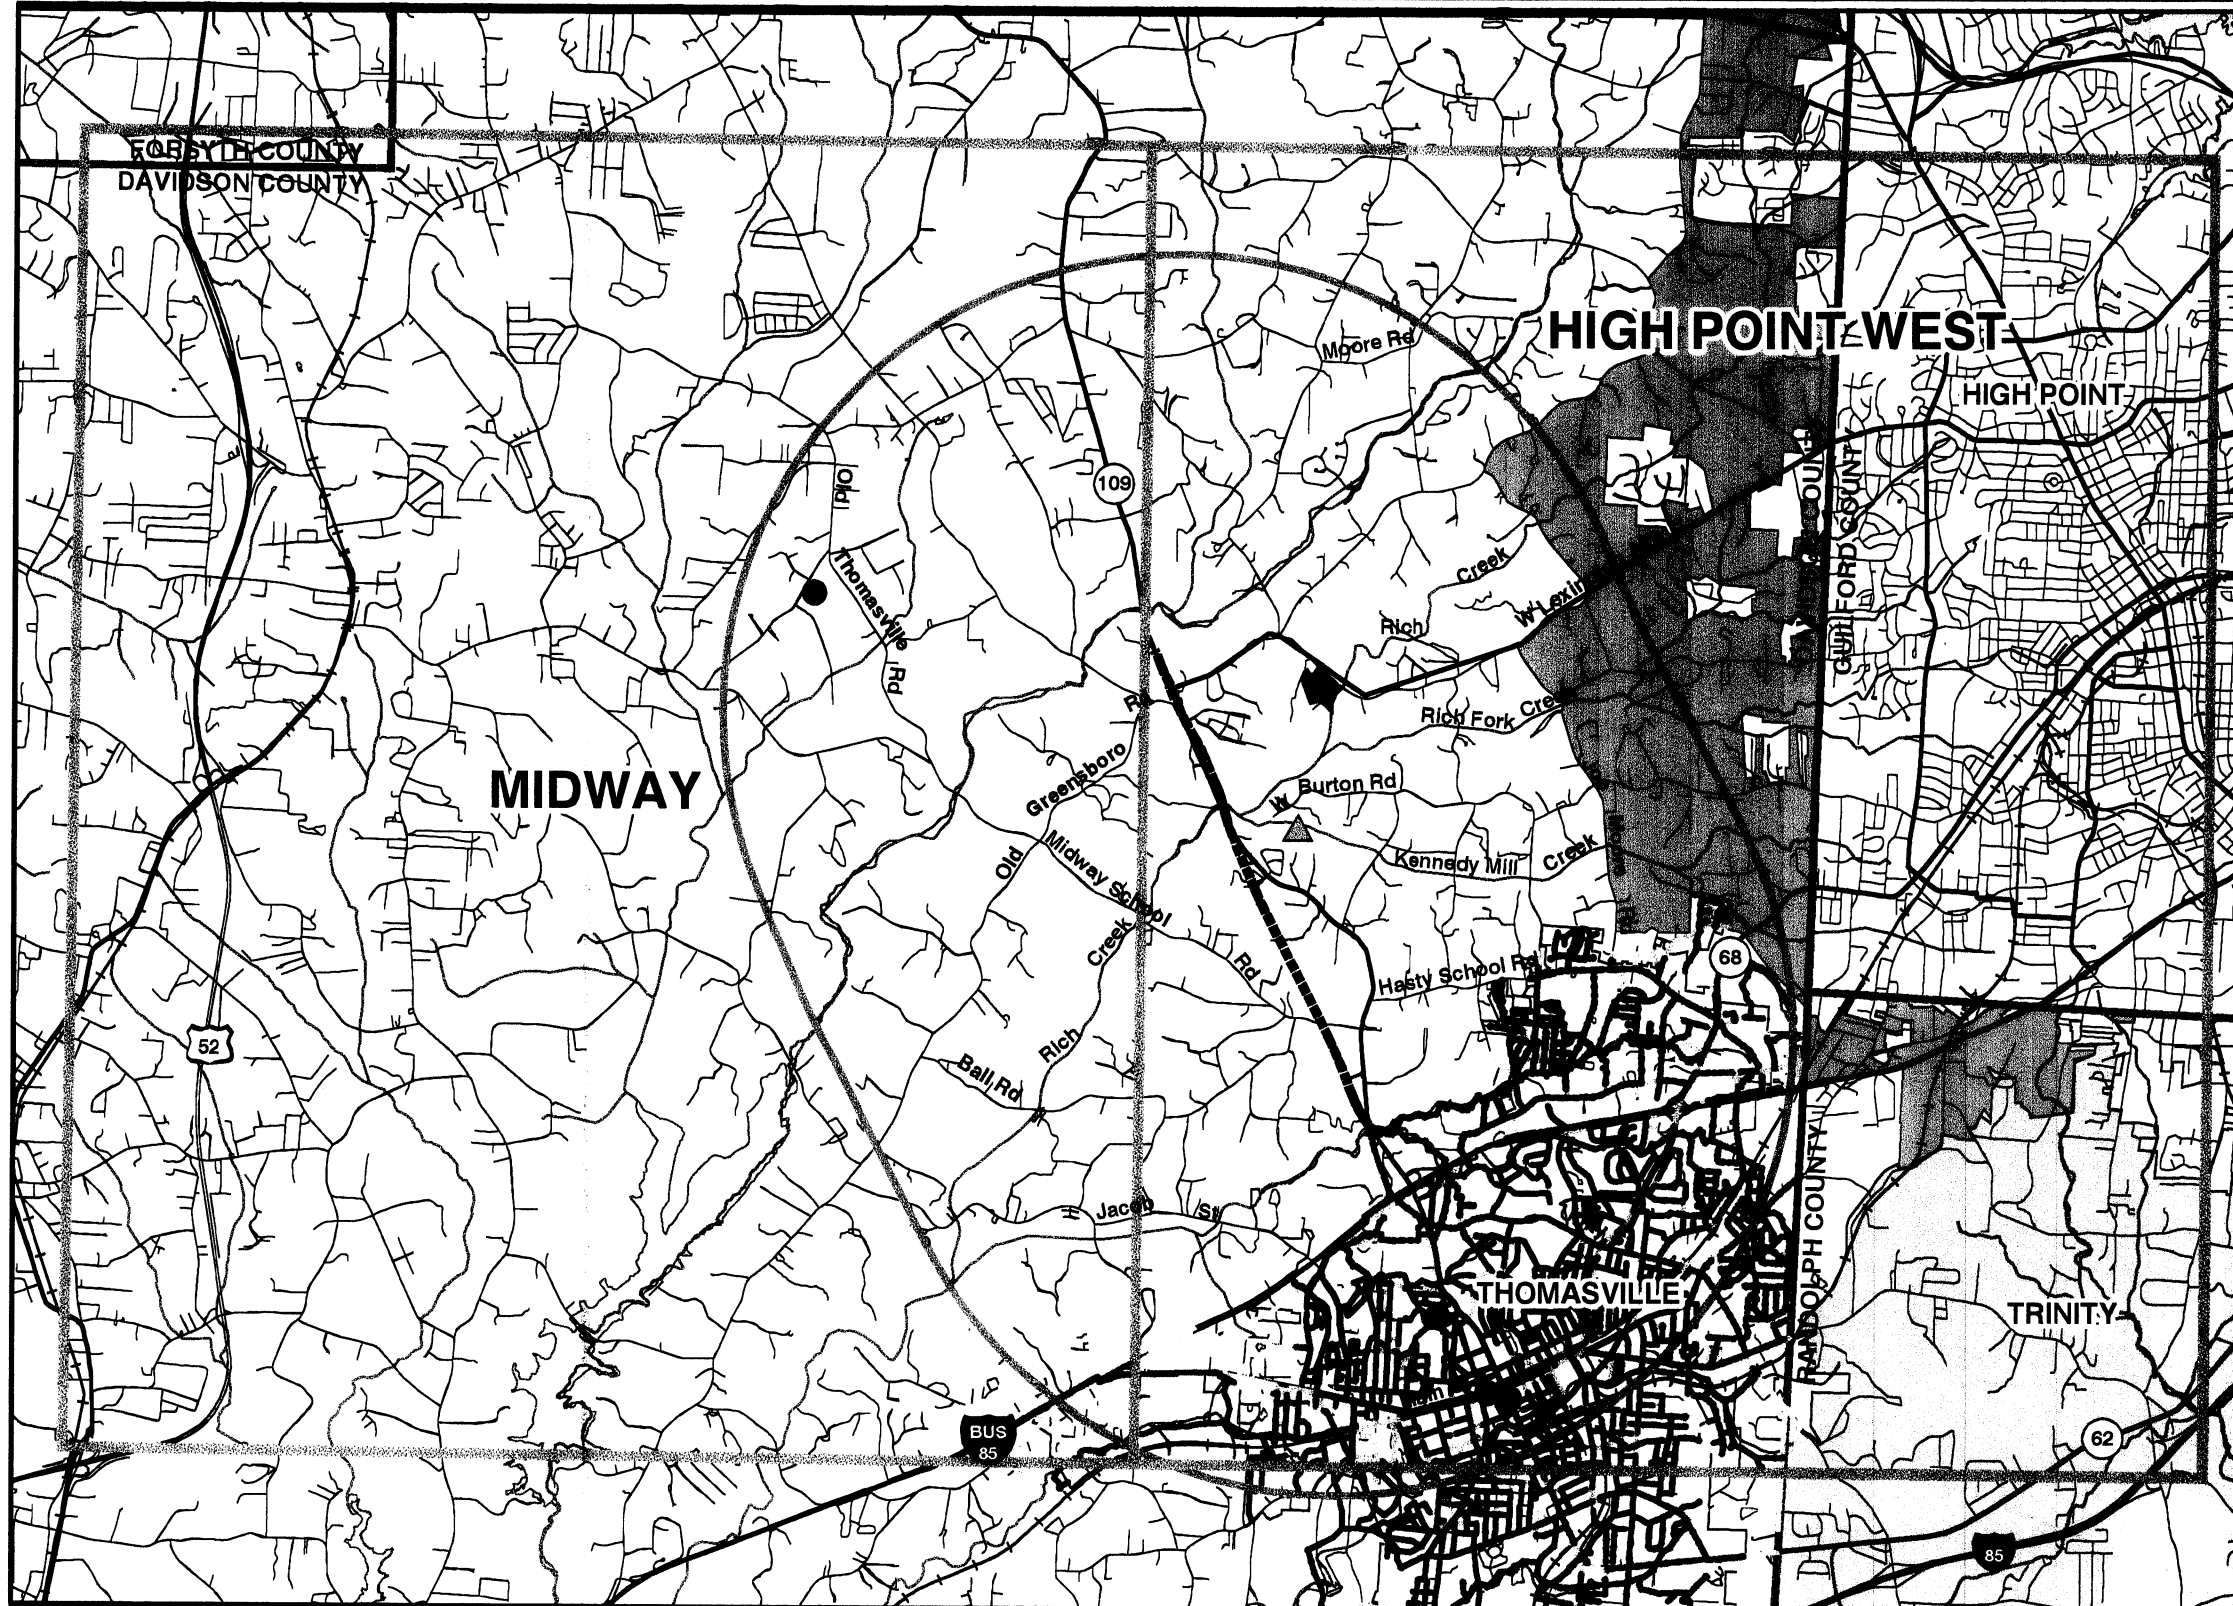 FORSYTH COUNTY
DAVIDSON COUNTY
HIGH POINT WEST
Moore Rd
HIGH POINT
109
Old
Thomasville
Rd
Creek
Rich
W Lexin
GUILFORD COUNTY
Rd
Rich Fork Creek
Greensboro
MIDWAY
W Burton Rd
Old
Midway School
Rd
Kennedy Mill Creek
Creek
Rich
68
Hasty School Rd
52
Ball Rd
Jacob St
RANDOLPH COUNTY
THOMASVILLE
TRINITY
BUS
85
62
85